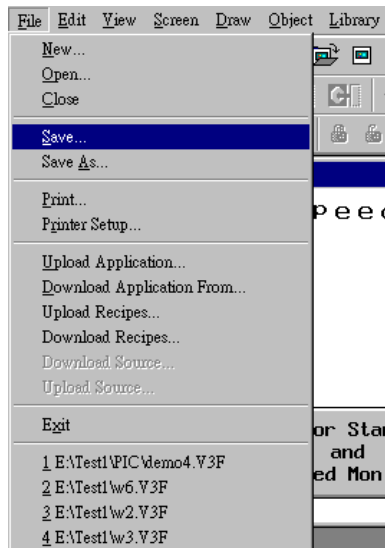 File Edit View Screen Draw Object Library
New...
Open...
Close
Save...
Save As...
Print...
Printer Setup...
Upload Application...
Download Application From...
Upload Recipes...
Download Recipes...
Download Source...
Upload Source...
Exit
1 E:\Test1\PIC\demo4.V3F
2 E:\Test1\w6.V3F
3 E:\Test1\w2.V3F
4 E:\Test1\w3.V3F
peed
or Star
and
ed Mon